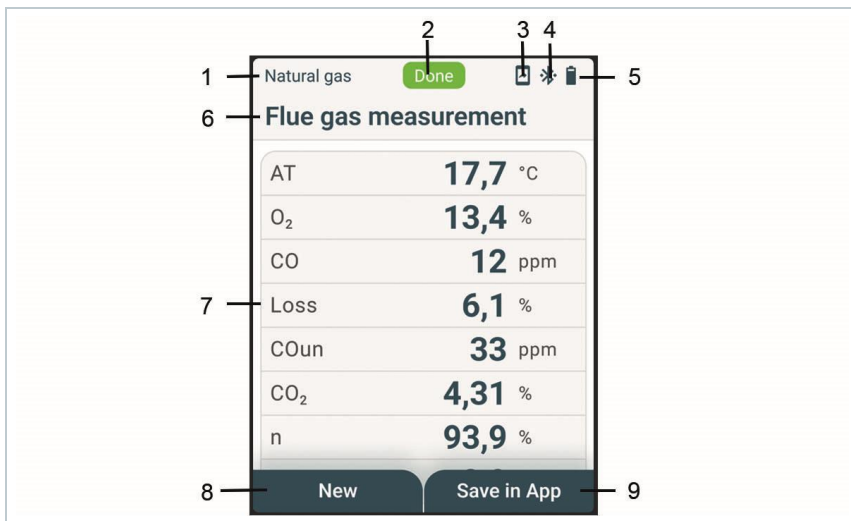 2 3 4
1 Natural gas Done 5
6 Flue gas measurement
AT 17,7 °C
O₂ 13,4 %
CO 12 ppm
7 Loss 6,1 %
COun 33 ppm
CO₂ 4,31 %
n 93,9 %
8 New Save in App 9